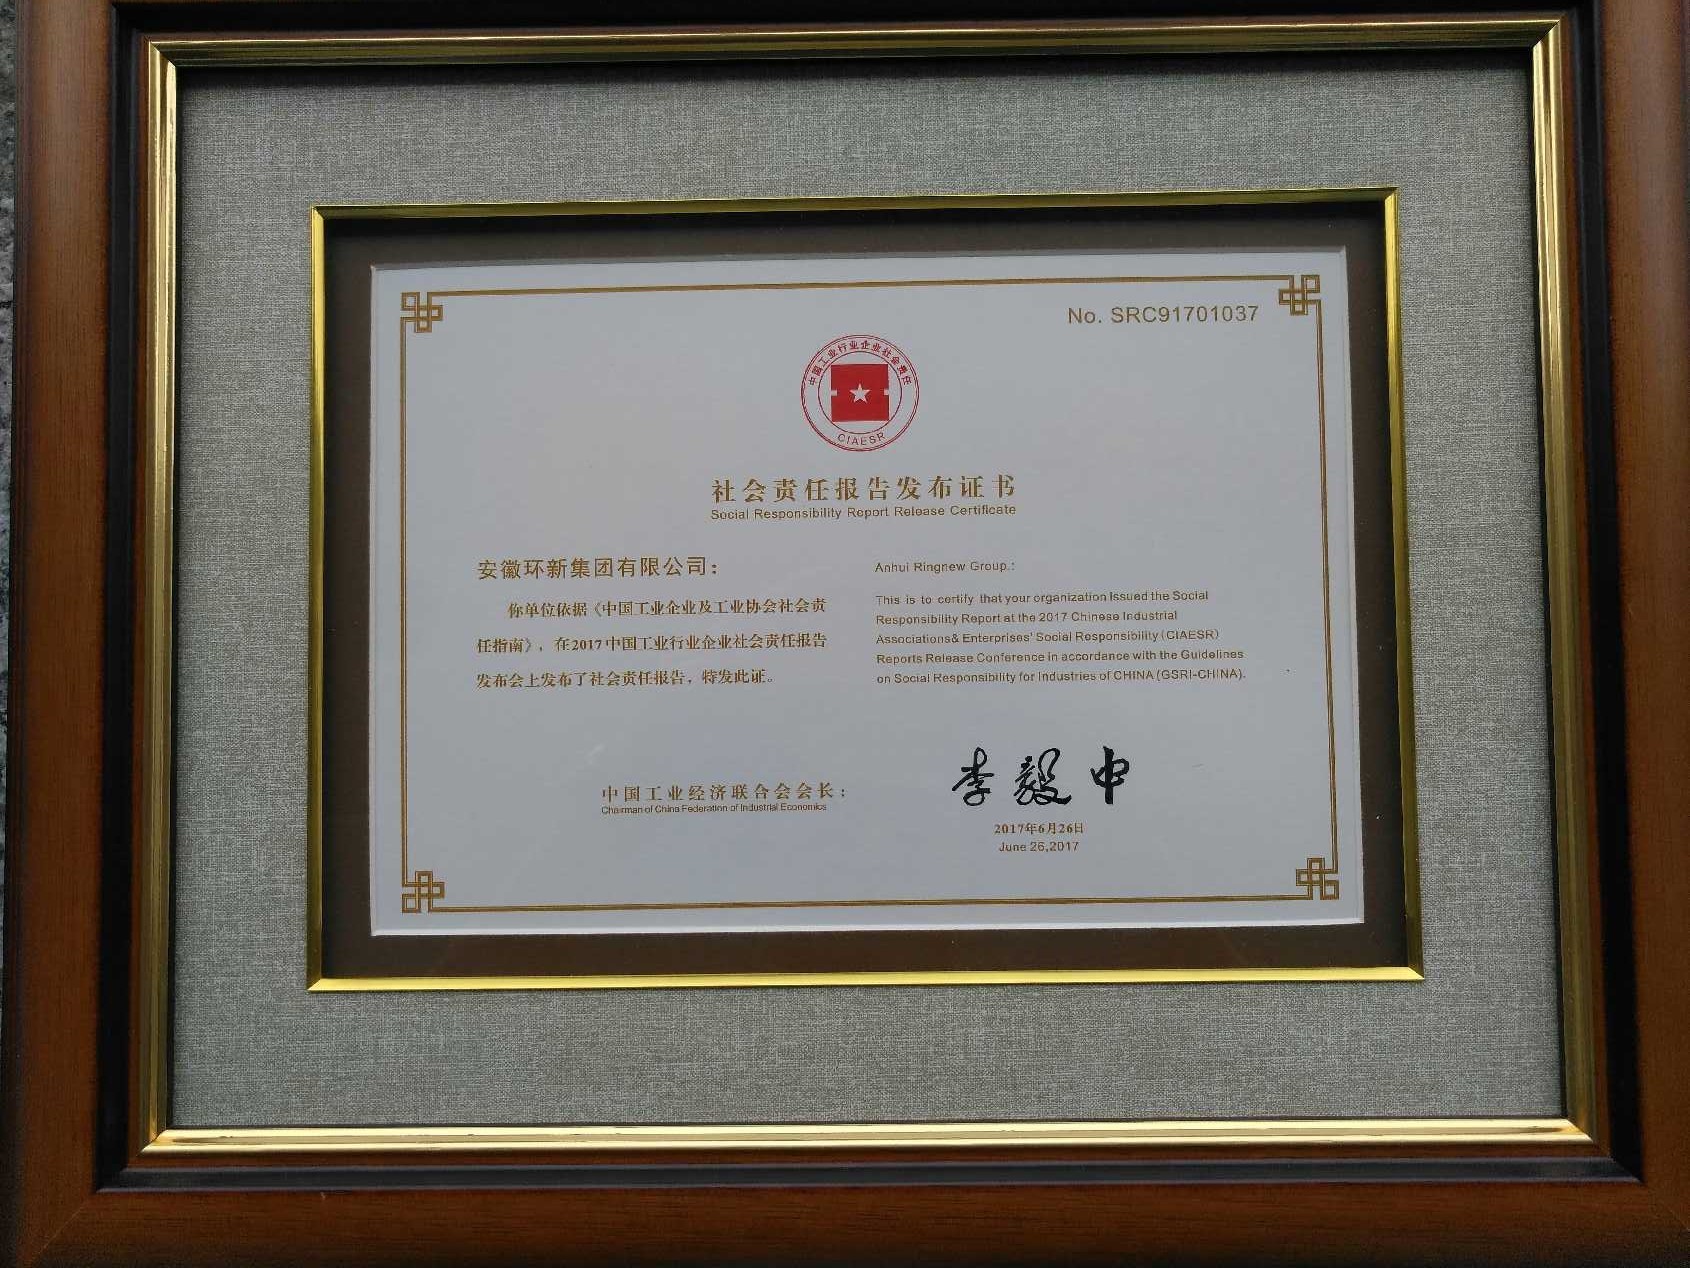 No. SRC91701037
中国工业行业企业社会责任
CIAESR
社会责任报告发布证书
Social Responsibility Report Release Certificate
安徽环新集团有限公司：
你单位依据《中国工业企业及工业协会社会责
任指南》，在2017中国工业行业企业社会责任报告
发布会上发布了社会责任报告，特发此证。
Anhui Ringnew Group.:
This is to certify that your organization Issued the Social
Responsibility Report at the 2017 Chinese Industrial
Associations& Enterprises' Social Responsibility (CIAESR)
Reports Release Conference in accordance with the Guidelines
on Social Responsibility for Industries of CHINA (GSRI-CHINA).
中国工业经济联合会会长：
Chairman of China Federation of Industrial Economics
李毅中
2017年6月26日
June 26,2017